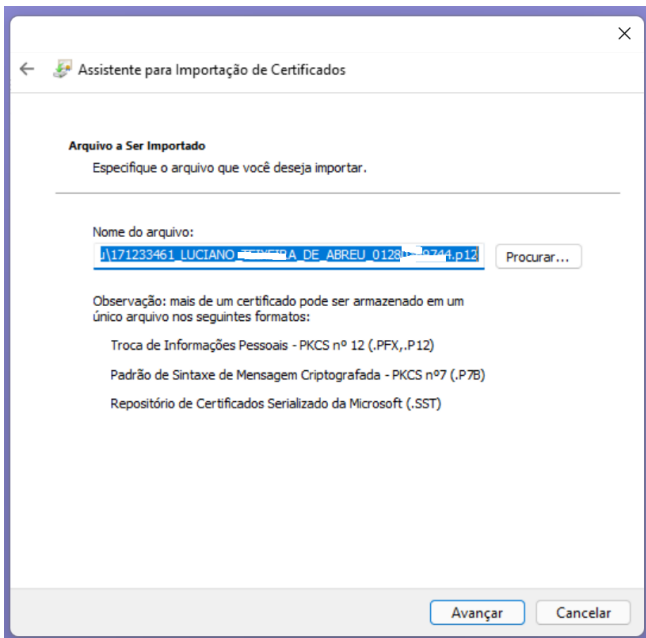 Assistente para Importação de Certificados
Arquivo a Ser Importado
Especifique o arquivo que você deseja importar.
Nome do arquivo:
171233461_LUCIANO DE_ABREU .p12
Procurar...
Observação: mais de um certificado pode ser armazenado em um
único arquivo nos seguintes formatos:
Troca de Informações Pessoais - PKCS nº 12 (.PFX,.P12)
Padrão de Sintaxe de Mensagem Criptografada - PKCS nº7 (.P7B)
Repositório de Certificados Serializado da Microsoft (.SST)
Avançar
Cancelar